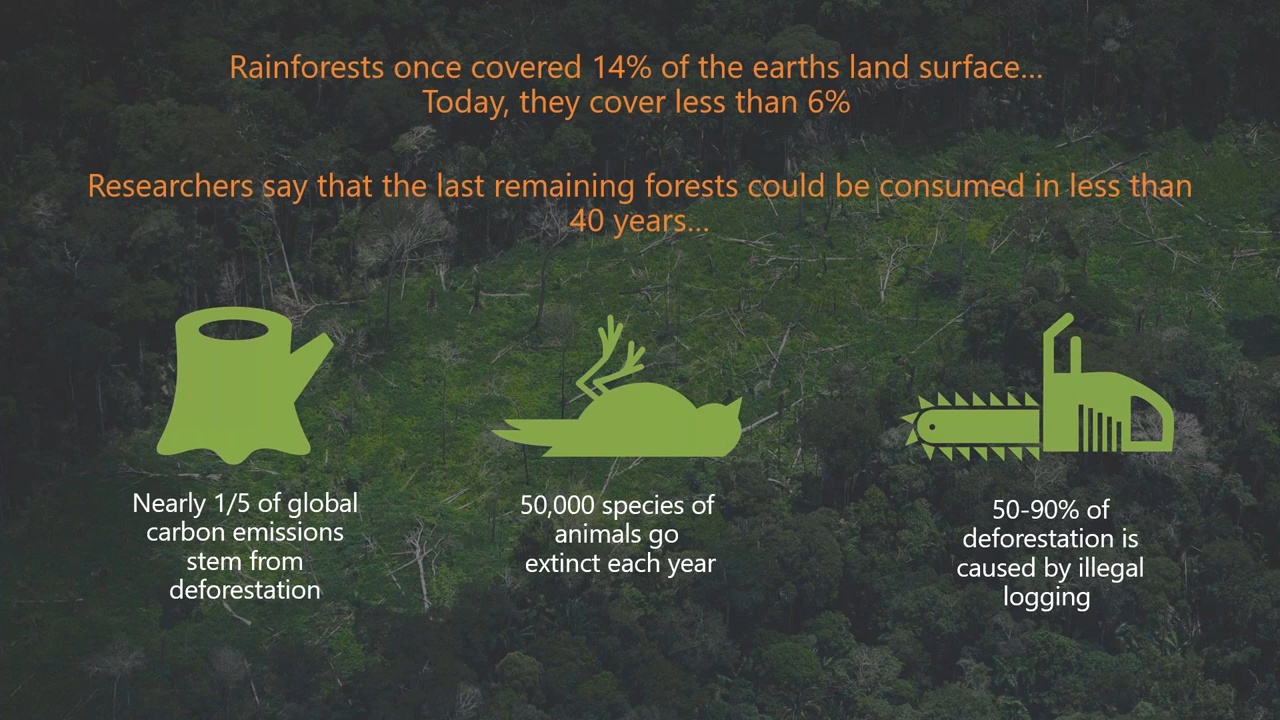 Rainforests once covered 14% of the earths land surface...
Today, they cover less than 6%
Researchers say that the last remaining forests could be consumed in less than
40 years...
Nearly 1/5 of global
carbon emissions
stem from
deforestation
50,000 species of
animals go
extinct each year
50-90% of
deforestation is
caused by illegal
logging